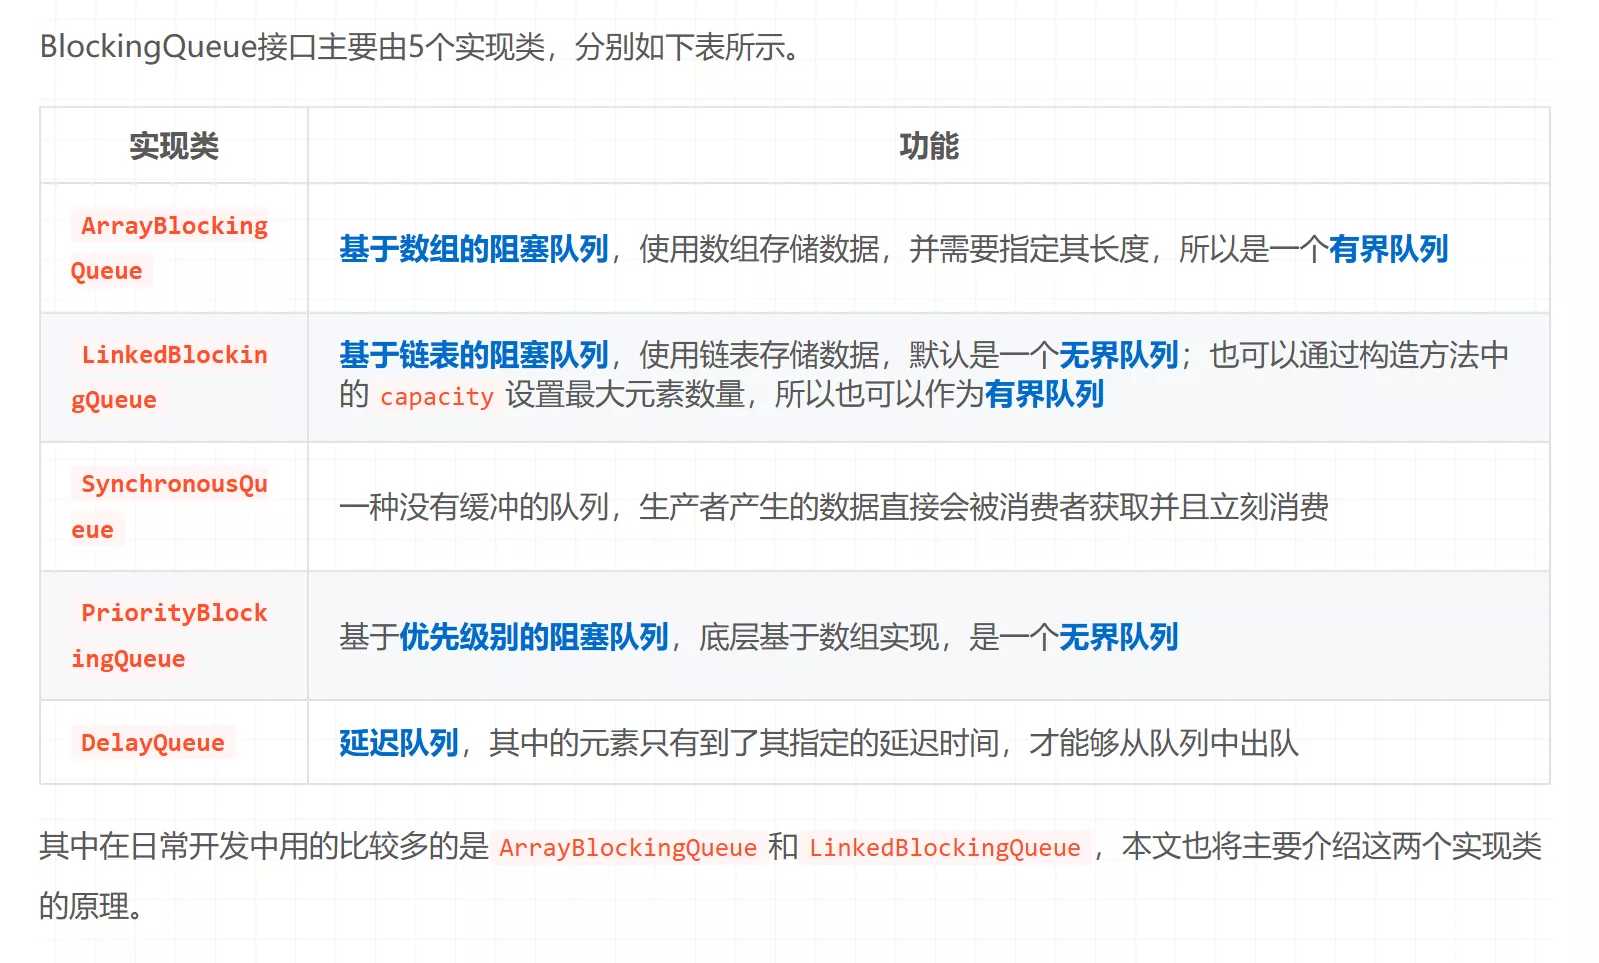 BlockingQueue接口主要由5个实现类，分别如下表所示。
实现类 功能
ArrayBlocking
Queue
基于数组的阻塞队列，使用数组存储数据，并需要指定其长度，所以是一个有界队列
LinkedBlockin
gQueue
基于链表的阻塞队列，使用链表存储数据，默认是一个无界队列；也可以通过构造方法中
的 capacity 设置最大元素数量，所以也可以作为有界队列
SynchronousQu
eue
一种没有缓冲的队列，生产者产生的数据直接会被消费者获取并且立刻消费
PriorityBlock
ingQueue
基于优先级别的阻塞队列，底层基于数组实现，是一个无界队列
DelayQueue
延迟队列，其中的元素只有到了其指定的延迟时间，才能够从队列中出队
其中在日常开发中用的比较多的是 ArrayBlockingQueue 和 LinkedBlockingQueue ，本文也将主要介绍这两个实现类
的原理。